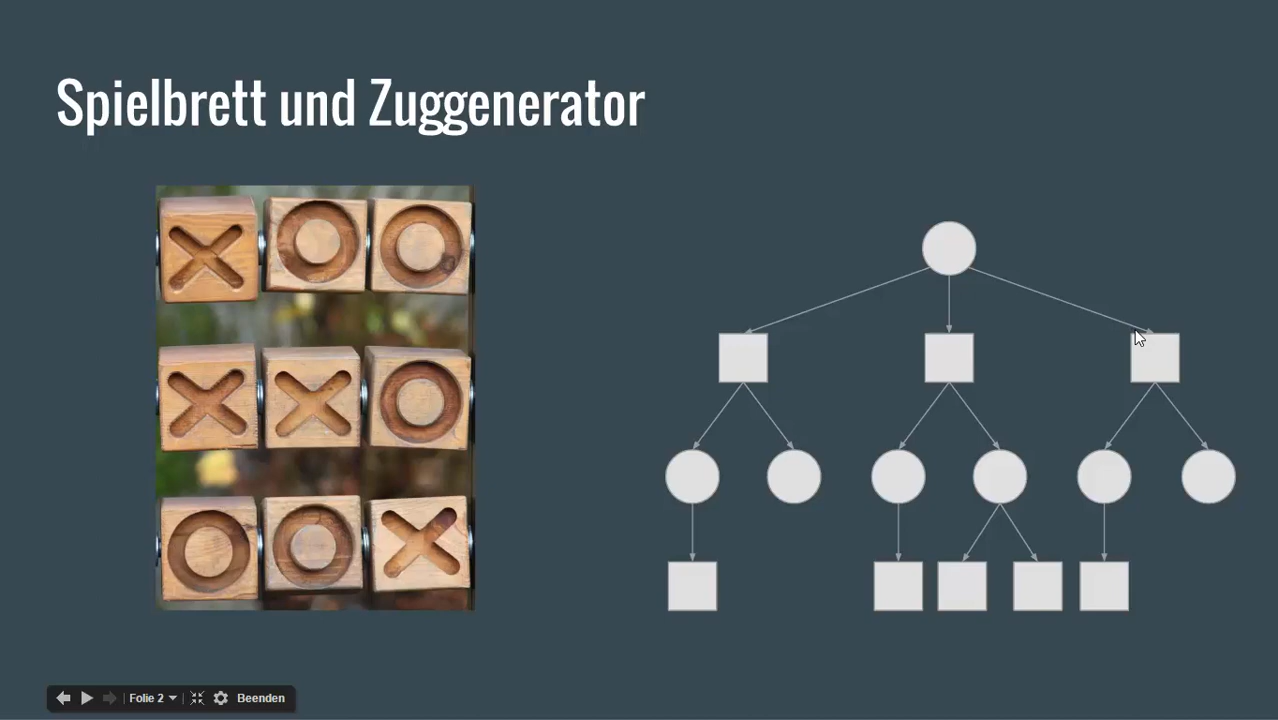 Spielbrett und Zuggenerator
X O O
X X O
O O X
Folie 2 Beenden